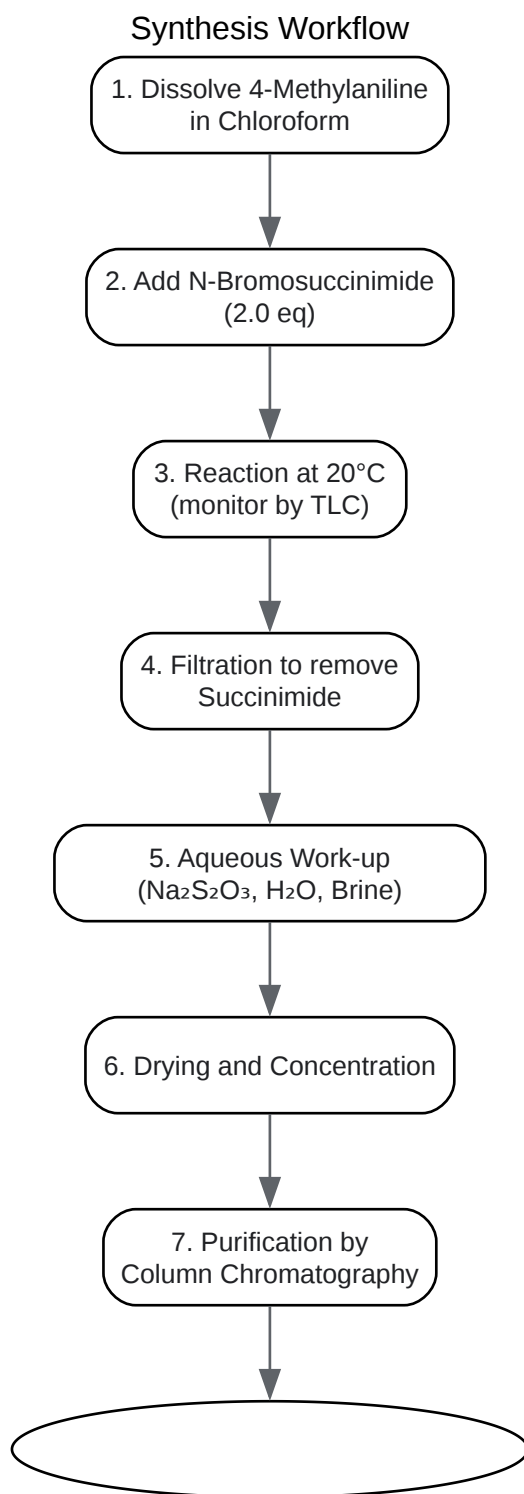 Synthesis Workflow
1. Dissolve 4-Methylaniline
in Chloroform
2. Add N-Bromosuccinimide
(2.0 eq)
3. Reaction at 20°C
(monitor by TLC)
4. Filtration to remove
Succinimide
5. Aqueous Work-up
(Na₂S₂O₃, H₂O, Brine)
6. Drying and Concentration
7. Purification by
Column Chromatography